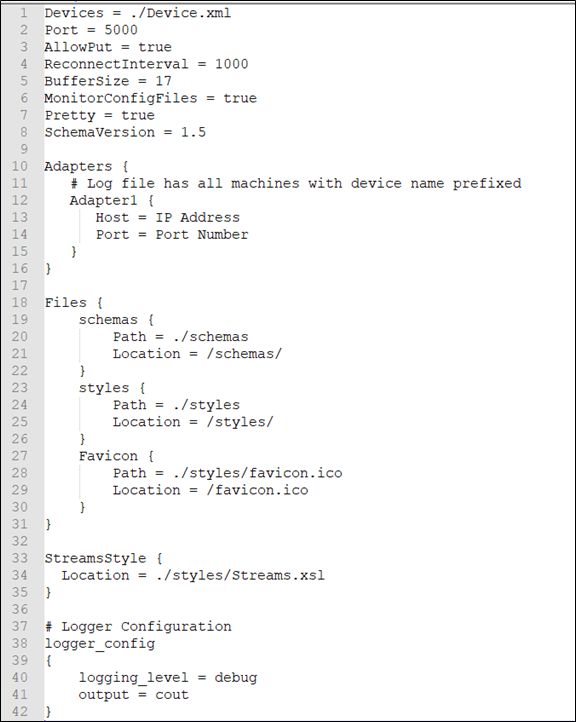 1 Devices = ./Device.xml
2 Port = 5000
3 AllowPut = true
4 ReconnectInterval = 1000
5 BufferSize = 17
6 MonitorConfigFiles = true
7 Pretty = true
8 SchemaVersion = 1.5
9
10 Adapters {
11    # Log file has all machines with device name prefixed
12    Adapter1 {
13       Host = IP Address
14       Port = Port Number
15    }
16 }
17
18 Files {
19     schemas {
20         Path = ./schemas
21         Location = /schemas/
22     }
23     styles {
24         Path = ./styles
25         Location = /styles/
26     }
27     Favicon {
28         Path = ./styles/favicon.ico
29         Location = /favicon.ico
30     }
31 }
32
33 StreamsStyle {
34   Location = ./styles/Streams.xsl
35 }
36
37 # Logger Configuration
38 logger_config
39 {
40     logging_level = debug
41     output = cout
42 }